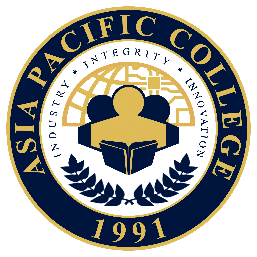 ASIA PACIFIC COLLEGE
INDUSTRY ★ INTEGRITY ★ INNOVATION
1991